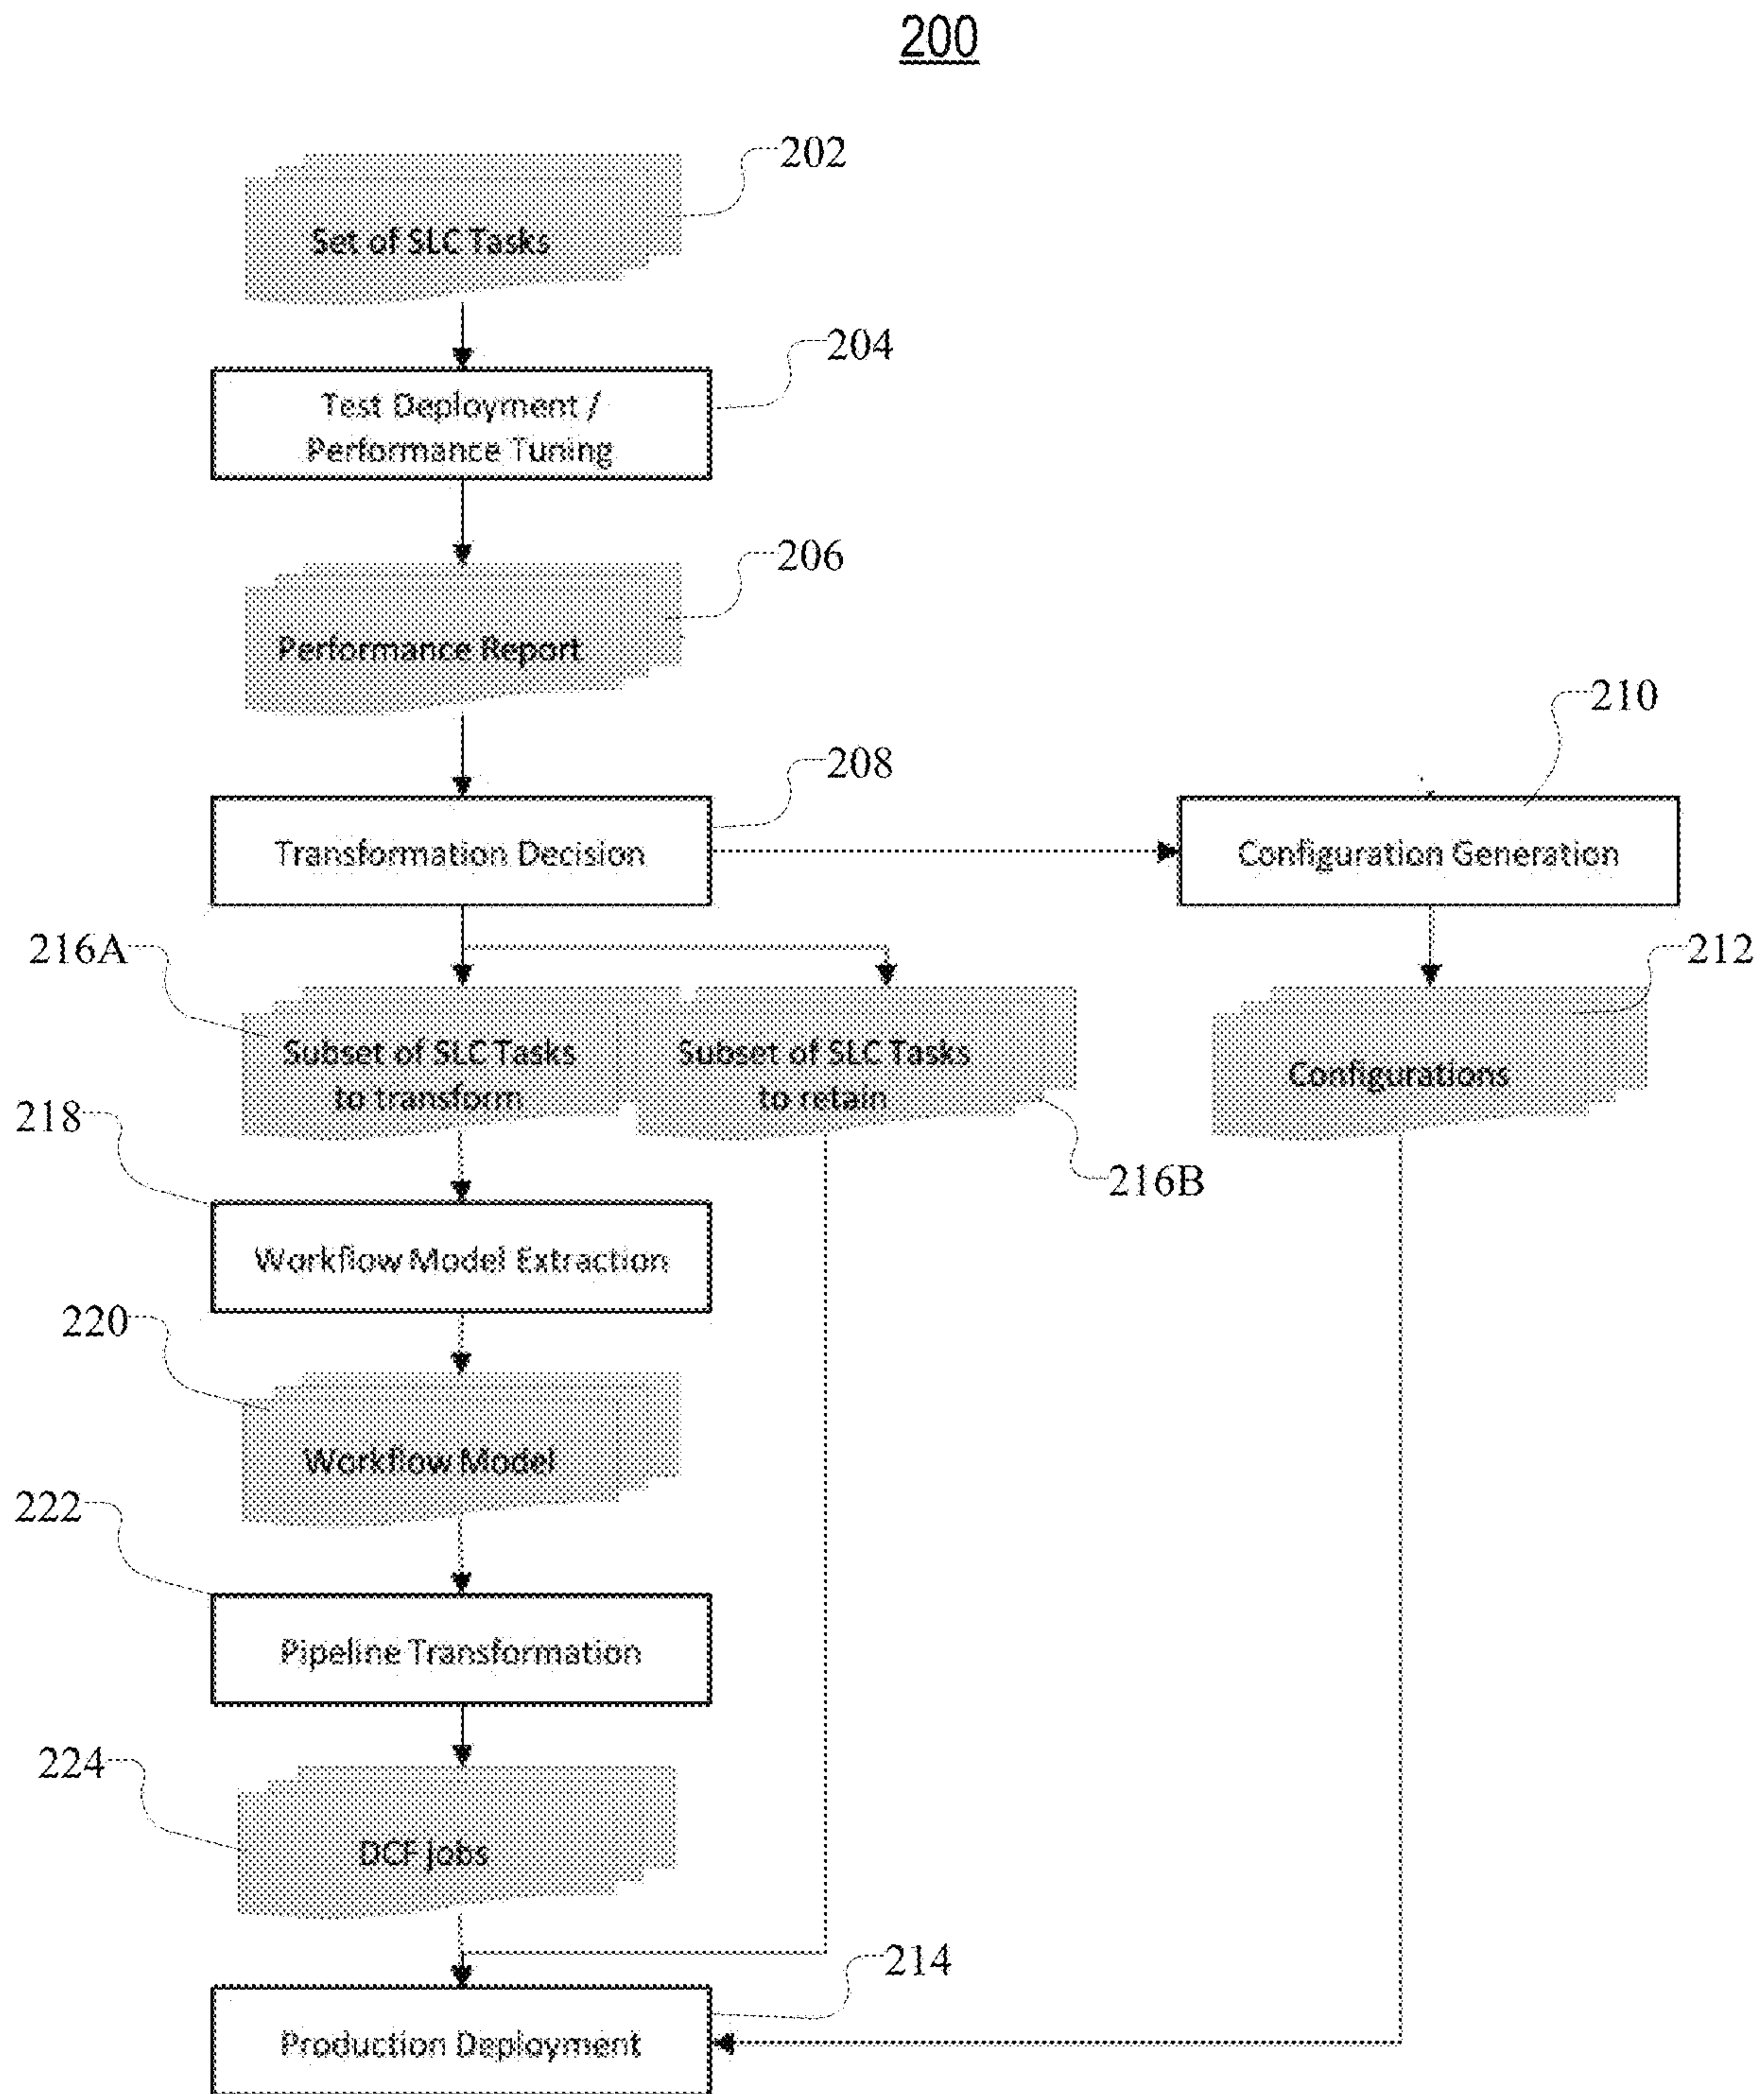 200
202
Set of SLC Tasks
204
Test Deployment /
Performance Tuning
206
Performance Report
210
208
Transformation Decision
Configuration Generation
216A
212
Subset of SLC Tasks
to transform
Subset of SLC Tasks
to retain
Configurations
218
216B
Workflow Model Extraction
220
Workflow Model
222
Pipeline Transformation
224
DCF jobs
214
Production Deployment